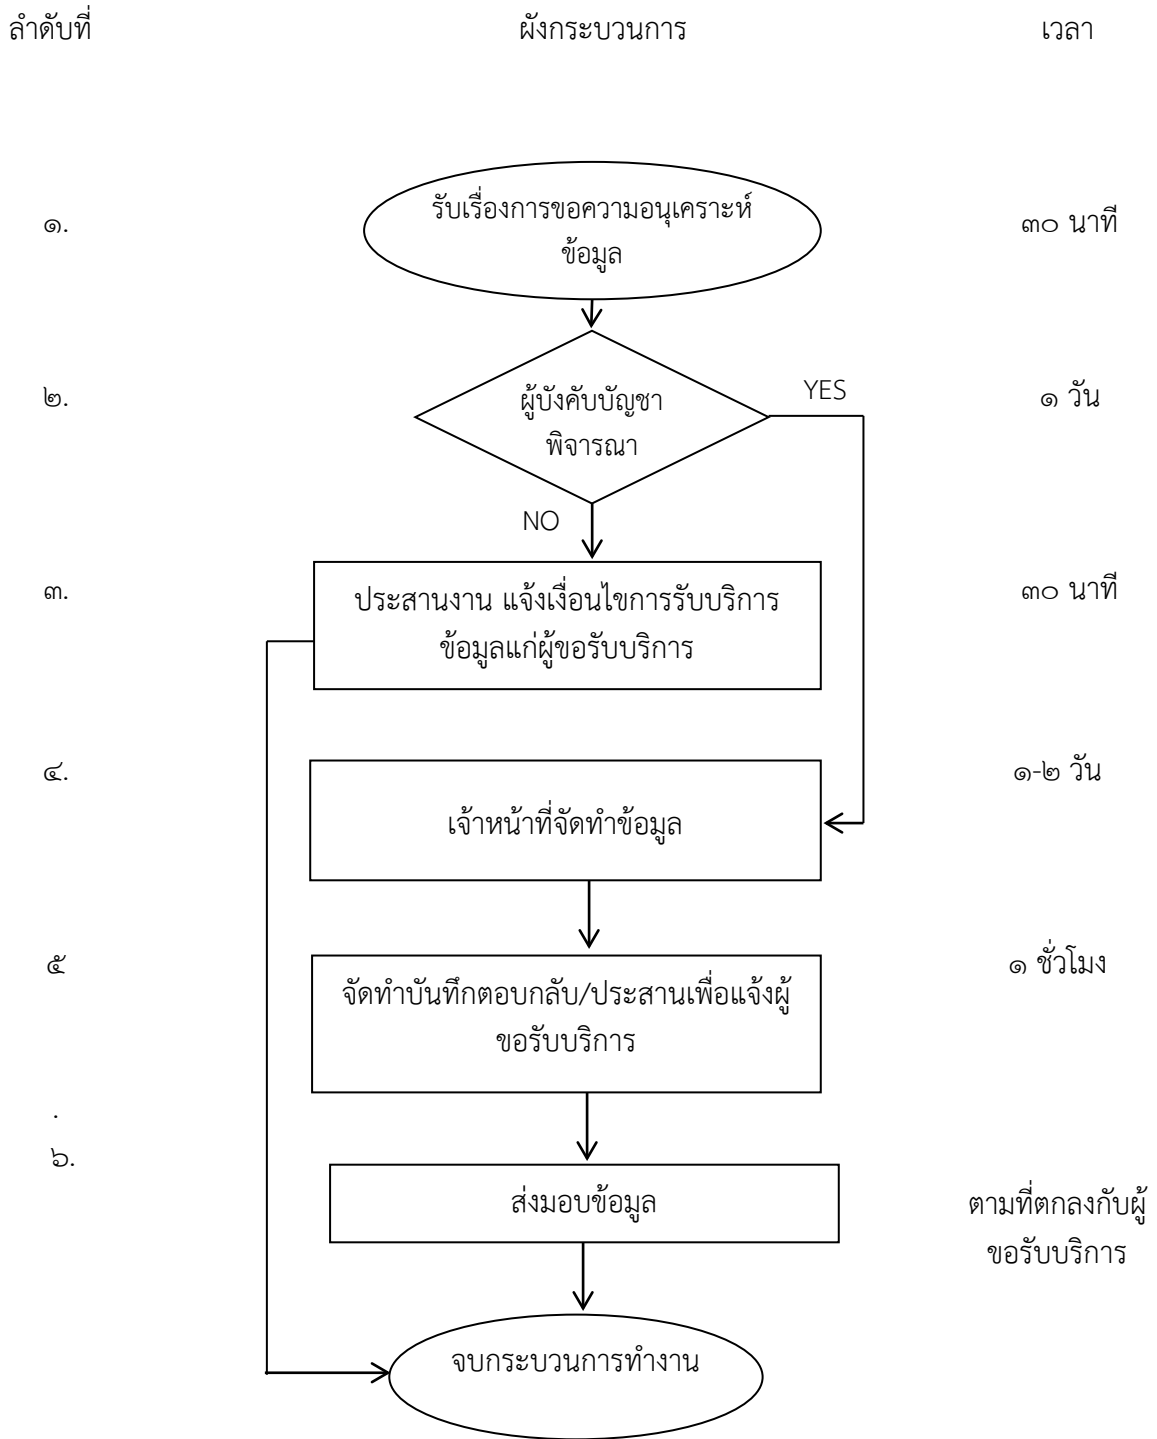 ลำดับที่ ผังกระบวนการ เวลา
๑. รับเรื่องการขอความอนุเคราะห์ ๓๐ นาที
ข้อมูล
๒. ผู้บังคับบัญชา YES ๑ วัน
พิจารณา
NO
๓. ประสานงาน แจ้งเงื่อนไขการรับบริการ ๓๐ นาที
ข้อมูลแก่ผู้ขอรับบริการ
๔. ๑-๒ วัน
เจ้าหน้าที่จัดทำข้อมูล
๕ ๑ ชั่วโมง
จัดทำบันทึกตอบกลับ/ประสานเพื่อแจ้งผู้
ขอรับบริการ
.
๖.
ส่งมอบข้อมูล ตามที่ตกลงกับผู้
ขอรับบริการ
จบกระบวนการทำงาน